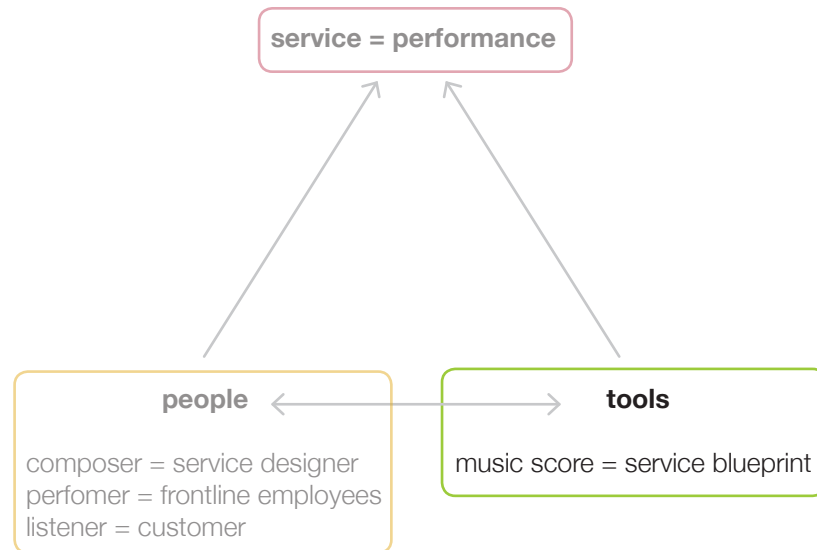 service = performance
people
tools
composer = service designer
perfomer = frontline employees
listener = customer
music score = service blueprint